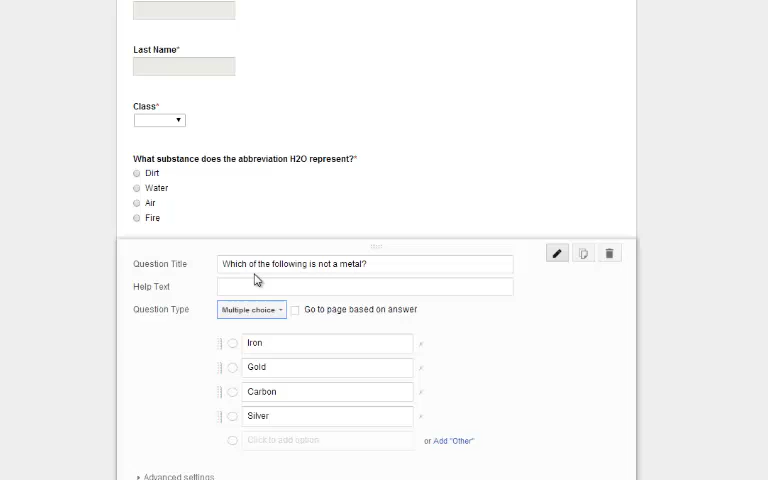 Last Name*
Class*
What substance does the abbreviation H2O represent?*
Dirt
Water
Air
Fire
Question Title Which of the following is not a metal?
Help Text
Question Type Multiple choice Go to page based on answer
Iron
Gold
Carbon
Silver
Click to add option or Add "Other"
Advanced settings